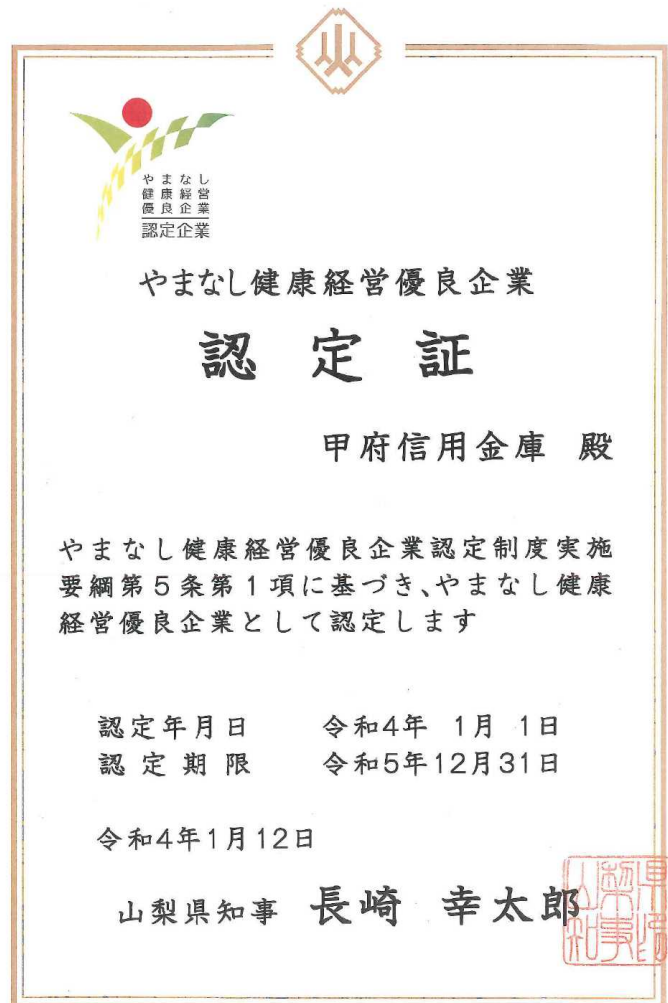 やまなし
健康経営
優良企業
認定企業
やまなし健康経営優良企業
認定証
甲府信用金庫 殿
やまなし健康経営優良企業認定制度実施
要綱第5条第1項に基づき、やまなし健康
経営優良企業として認定します
認定年月日 令和4年 1月 1日
認定期限 令和5年12月31日
令和4年1月12日
山梨県知事 長崎 幸太郎